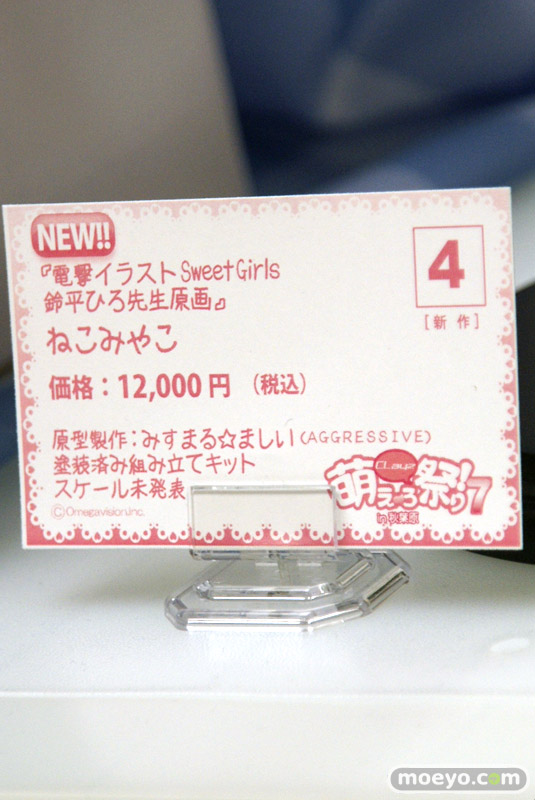 NEW!!
4
[新作]
『電撃イラストSweetGirls
鈴平ひろ先生原画』
ねこみやこ
価格：12,000円（税込）
原型製作：みすまる☆ましい(AGGRESSIVE)
塗装済み組み立てキット
スケール未発表
©Omegavision,Inc.
萌え〜ろ祭ッ!7
in秋葉原
moeyo.com